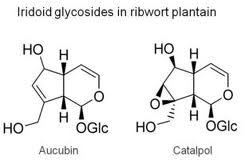 Iridoid glycosides in ribwort plantain
HO
H
O
H
HO
OGlc
Aucubin
HO
H
O
O
H
HO
OGlc
Catalpol